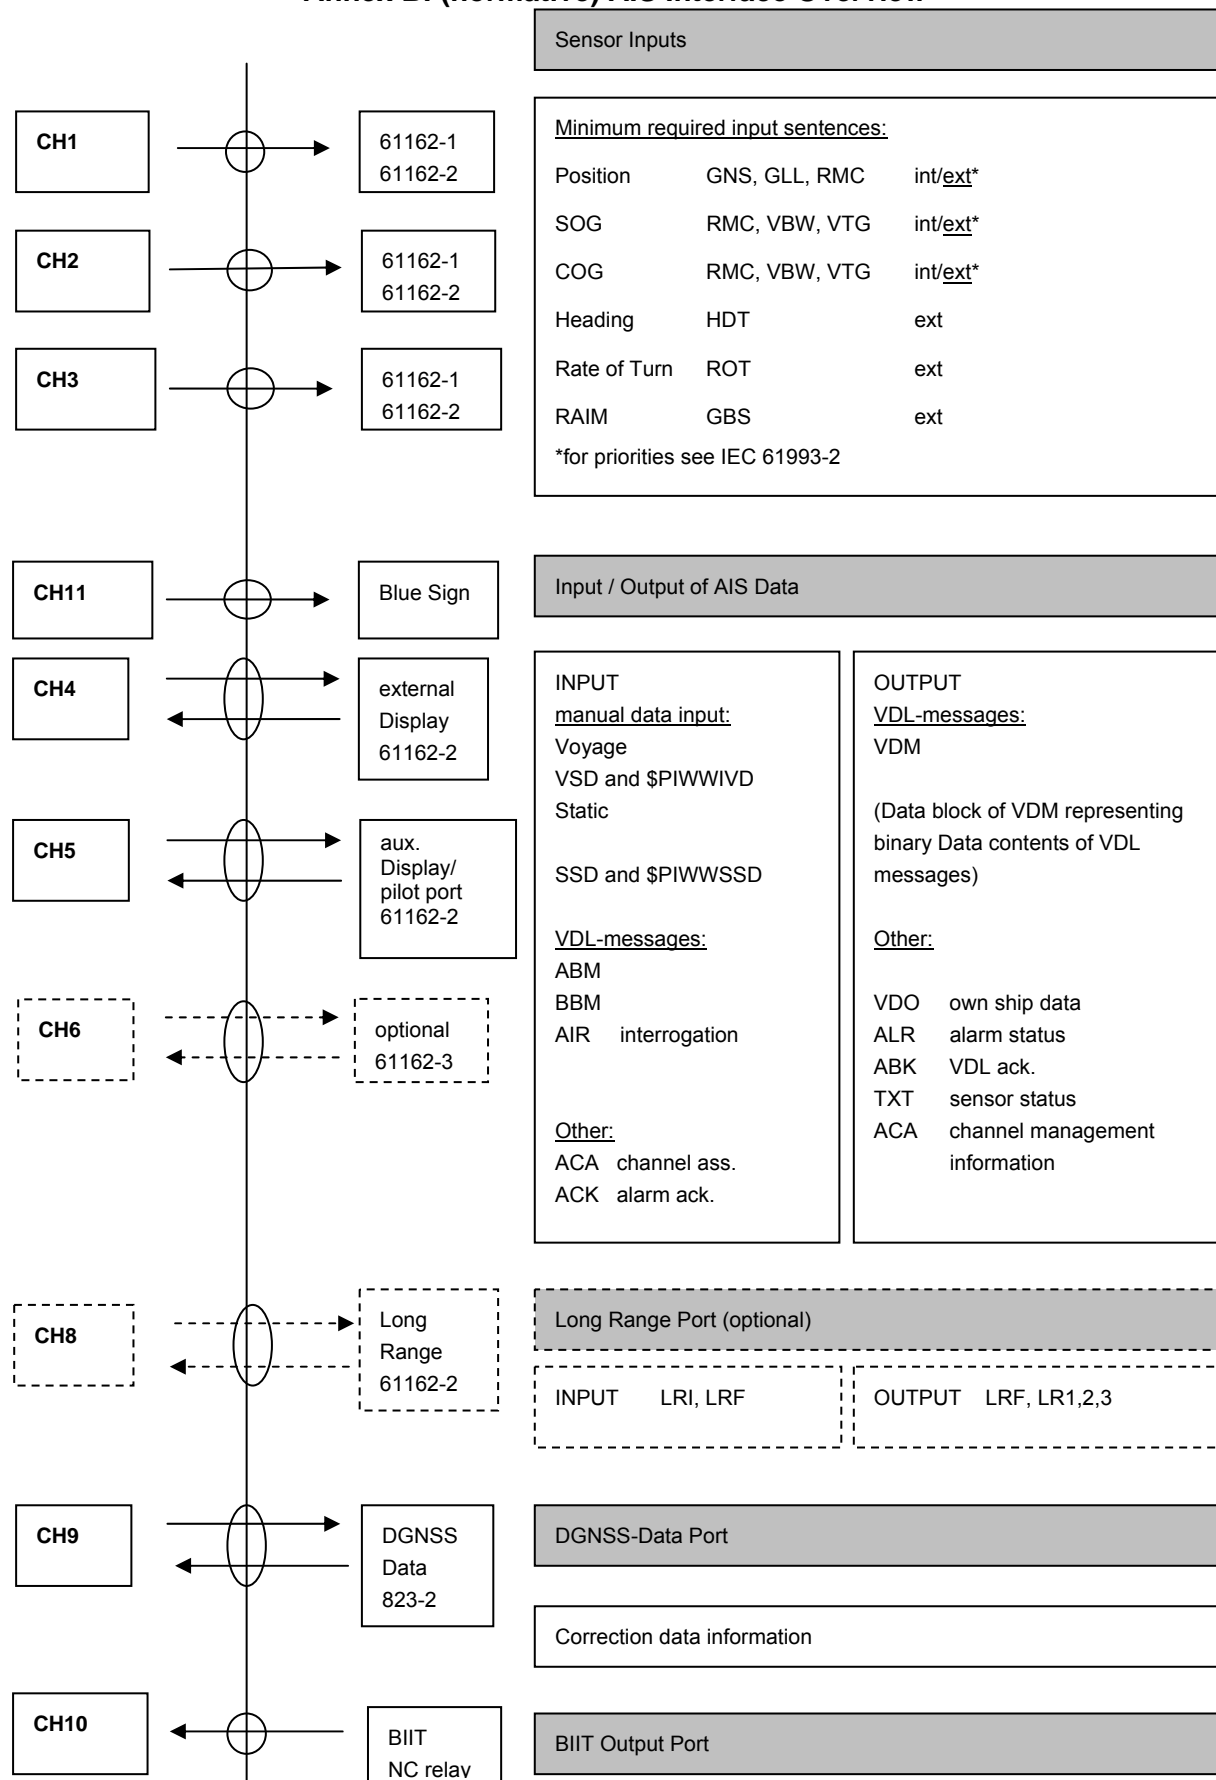 Sensor Inputs
CH1
61162-1
61162-2
Minimum required input sentences:
Position GNS, GLL, RMC int/ext*
SOG RMC, VBW, VTG int/ext*
COG RMC, VBW, VTG int/ext*
Heading HDT ext
Rate of Turn ROT ext
RAIM GBS ext
*for priorities see IEC 61993-2
CH2
61162-1
61162-2
CH3
61162-1
61162-2
CH11
Blue Sign
Input / Output of AIS Data
CH4
external
Display
61162-2
CH5
aux.
Display/
pilot port
61162-2
CH6
optional
61162-3
INPUT
manual data input:
Voyage
VSD and $PIWWIVD
Static
SSD and $PIWWSSD
VDL-messages:
ABM
BBM
AIR interrogation
Other:
ACA channel ass.
ACK alarm ack.
OUTPUT
VDL-messages:
VDM
(Data block of VDM representing
binary Data contents of VDL
messages)
Other:
VDO own ship data
ALR alarm status
ABK VDL ack.
TXT sensor status
ACA channel management
information
CH8
Long
Range
61162-2
Long Range Port (optional)
INPUT LRI, LRF
OUTPUT LRF, LR1,2,3
CH9
DGNSS
Data
823-2
DGNSS-Data Port
Correction data information
CH10
BIIT
NC relay
BIIT Output Port